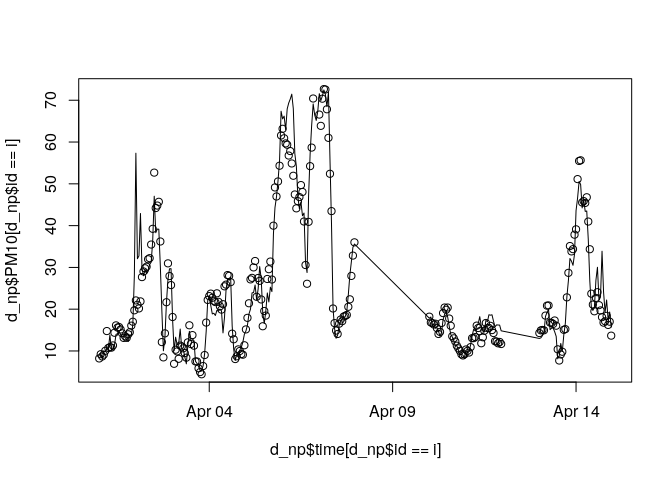 70
60
50
40
30
20
10
d_np$PM10[d_np$id == i]
Apr 04 Apr 09 Apr 14
d_np$time[d_np$id == i]